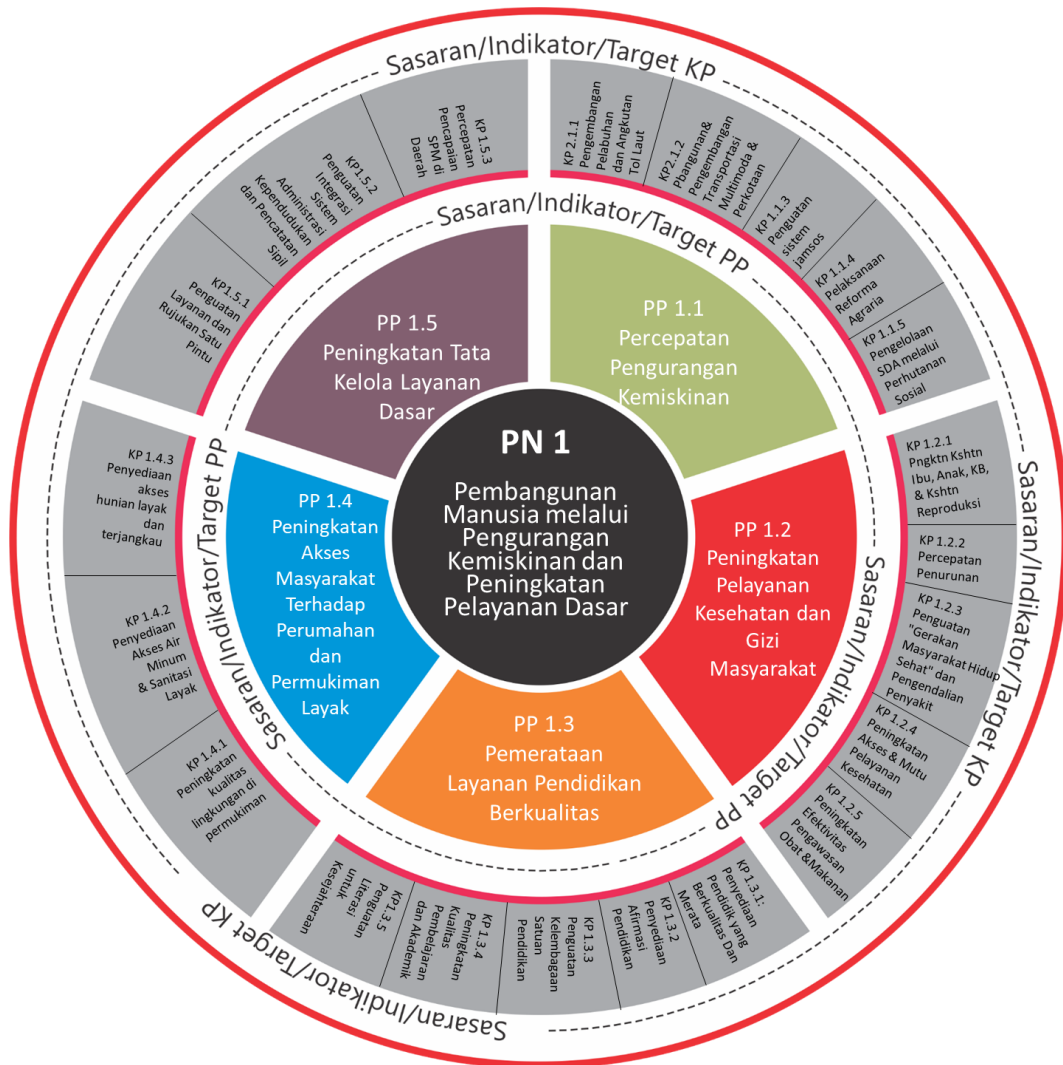 Sasaran/Indikator/Target KP
KP 2.1.1
Pengembangan
Pelabuhan
dan Angkutan
Tol Laut
KP2.1.2
Pbangunan&
Pengembangan
Transportasi
Multimoda &
Perkotaan
KP 1.1.3
Penguatan
sistem
jamsos
KP 1.1.4
Pelaksanaan
Reforma
Agraria
KP 1.1.5
Pengelolaan
SDA melalui
Perhutanan
Sosial
Sasaran/Indikator/Target KP
KP 1.2.1
Pngktn Kshtn
Ibu, Anak, KB,
& Kshtn
Reproduksi
KP 1.2.2
Percepatan
Penurunan
KP 1.2.3
Penguatan
"Gerakan
Masyarakat Hidup
Sehat" dan
Pengendalian
Penyakit
KP 1.2.4
Peningkatan
Akses & Mutu
Pelayanan
Kesehatan
KP 1.2.5
Peningkatan
Efektivitas
Pengawasan
Obat &Makanan
KP 1.3.1:
Penyediaan
Pendidik yang
Berkualitas Dan
Merata
KP 1.3.2
Penyediaan
Afirmasi
Pendidikan
KP 1.3.3
Penguatan
Kelembagaan
Satuan
Pendidikan
KP 1.3.4
Peningkatan
Kualitas
Pembelajaran
dan Akademik
KP1.3.5
Penguatan
Literasi
untuk
Kesejahteraan
Sasaran/Indikator/Target KP
KP 1.4.1
Peningkatan
kualitas
lingkungan di
permukiman
KP 1.4.2
Penyediaan
Akses Air
Minum
& Sanitasi
Layak
KP 1.4.3
Penyediaan
akses
hunian layak
dan
terjangkau
KP1.5.1
Penguatan
Layanan dan
Rujukan Satu
Pintu
KP1.5.2
Penguatan
Integrasi
Sistem
Administrasi
Kependudukan
dan Pencatatan
Sipil
KP 1.5.3
Percepatan
Pencapaian
SPM di
Daerah
Sasaran/Indikator/Target PP
Sasaran/Indikator/Target PP
Sasaran/Indikator/Target PP
PP 1.1
Percepatan
Pengurangan
Kemiskinan
PP 1.2
Peningkatan
Pelayanan
Kesehatan dan
Gizi
Masyarakat
PP 1.3
Pemerataan
Layanan Pendidikan
Berkualitas
PP 1.4
Peningkatan
Akses
Masyarakat
Terhadap
Perumahan
dan
Permukiman
Layak
PP 1.5
Peningkatan Tata
Kelola Layanan
Dasar
PN 1
Pembangunan
Manusia melalui
Pengurangan
Kemiskinan dan
Peningkatan
Pelayanan Dasar